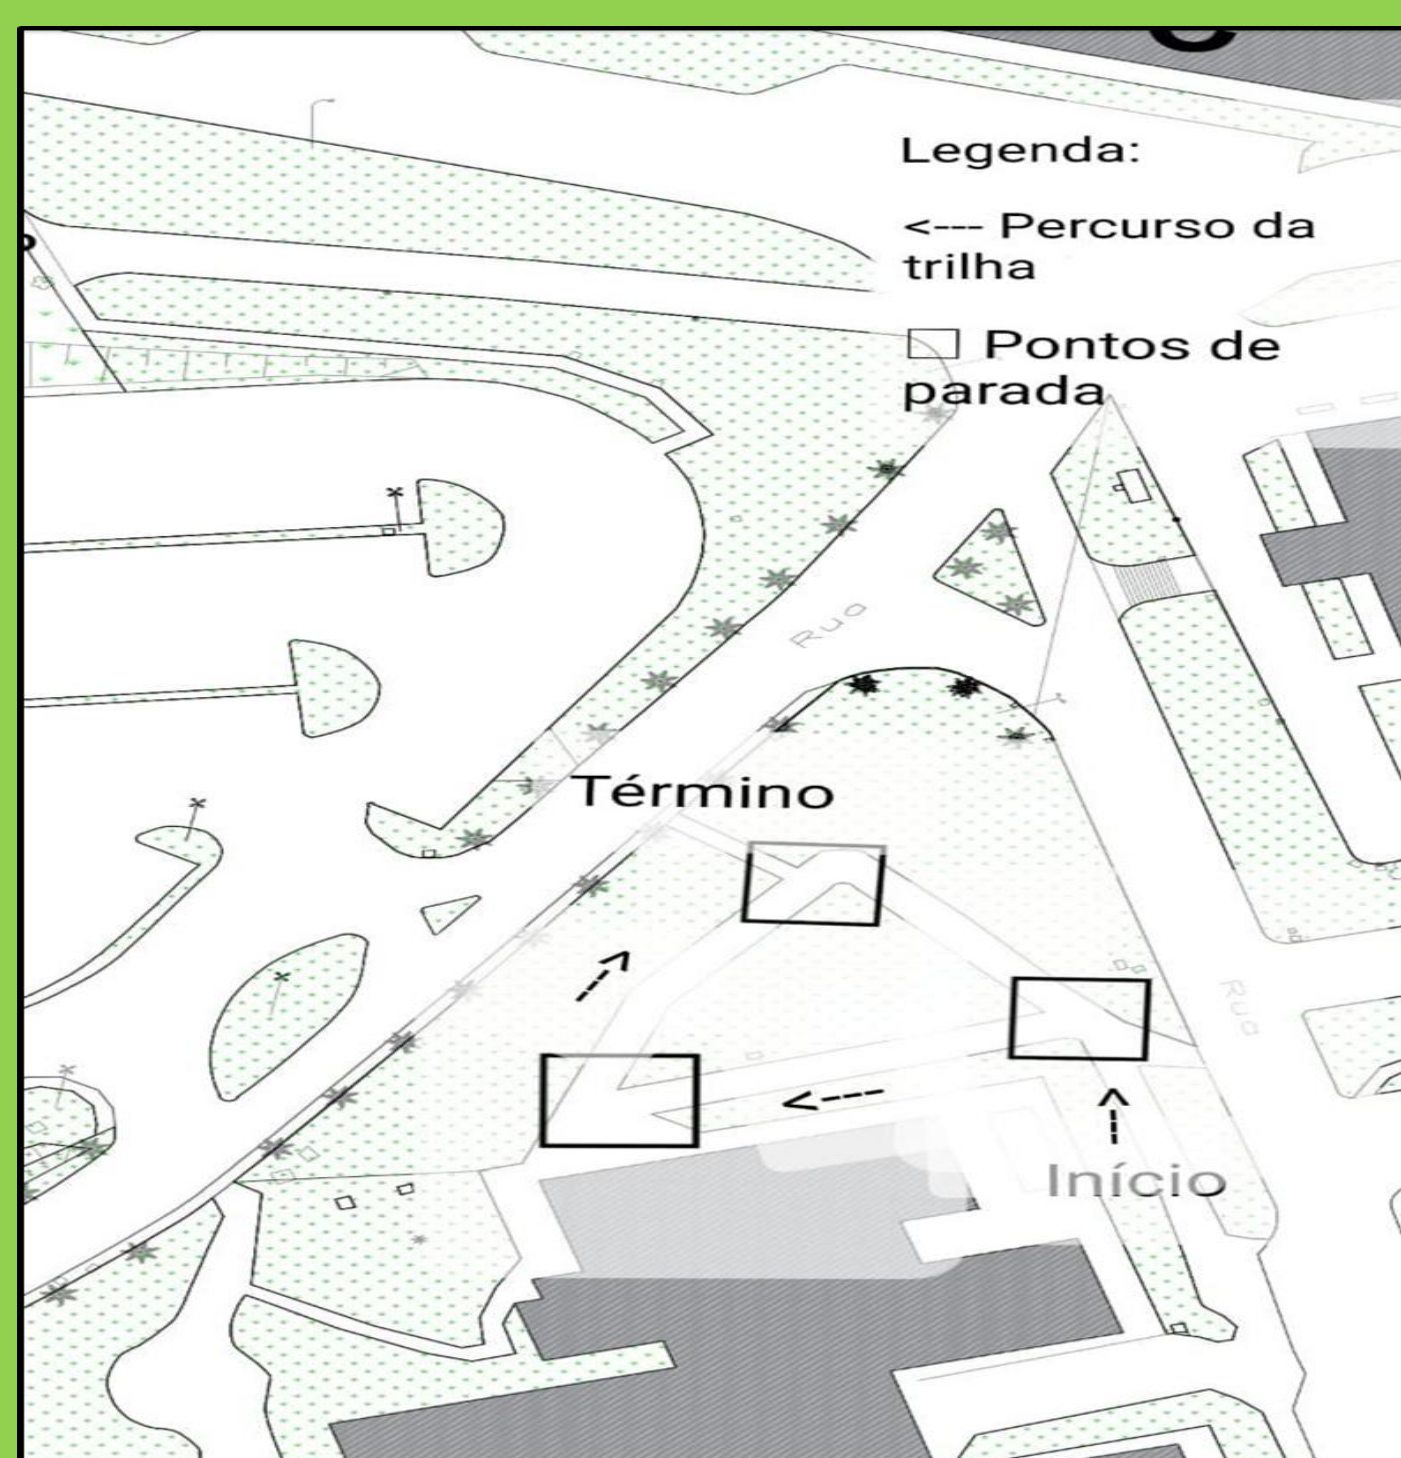 Legenda:
<--- Percurso da
trilha
Pontos de
parada
Rua
Término
Rua
Início